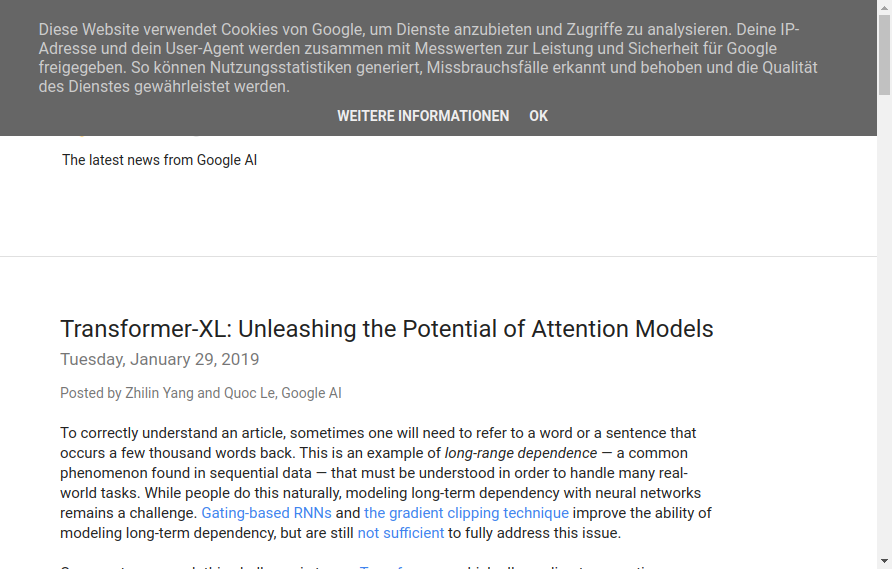 Diese Website verwendet Cookies von Google, um Dienste anzubieten und Zugriffe zu analysieren. Deine IP-
Adresse und dein User-Agent werden zusammen mit Messwerten zur Leistung und Sicherheit für Google
freigegeben. So können Nutzungsstatistiken generiert, Missbrauchsfälle erkannt und behoben und die Qualität
des Dienstes gewährleistet werden.
WEITERE INFORMATIONEN OK
The latest news from Google AI
Transformer-XL: Unleashing the Potential of Attention Models
Tuesday, January 29, 2019
Posted by Zhilin Yang and Quoc Le, Google AI
To correctly understand an article, sometimes one will need to refer to a word or a sentence that
occurs a few thousand words back. This is an example of long-range dependence — a common
phenomenon found in sequential data — that must be understood in order to handle many real-
world tasks. While people do this naturally, modeling long-term dependency with neural networks
remains a challenge. Gating-based RNNs and the gradient clipping technique improve the ability of
modeling long-term dependency, but are still not sufficient to fully address this issue.